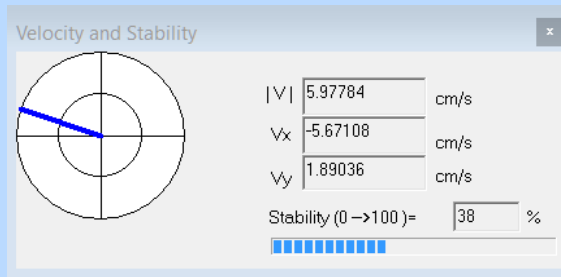 Velocity and Stability x
|V| 5.97784 cm/s
Vx -5.67108 cm/s
Vy 1.89036 cm/s
Stability (0-->100)= 38 %